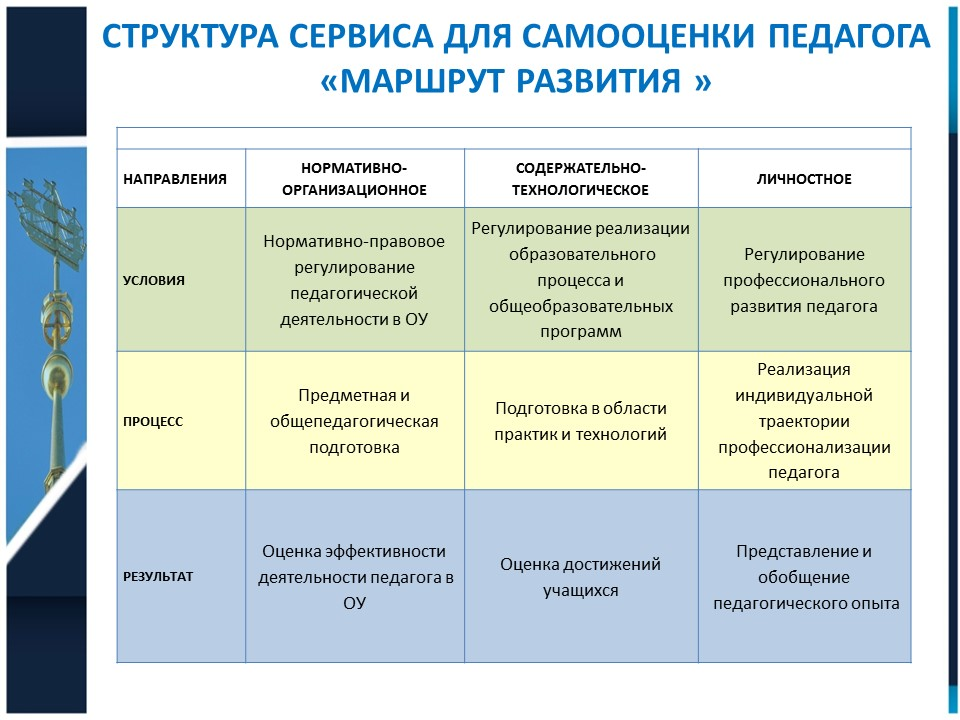 СТРУКТУРА СЕРВИСА ДЛЯ САМООЦЕНКИ ПЕДАГОГА
«МАРШРУТ РАЗВИТИЯ »
НАПРАВЛЕНИЯ
НОРМАТИВНО-
ОРГАНИЗАЦИОННОЕ
СОДЕРЖАТЕЛЬНО-
ТЕХНОЛОГИЧЕСКОЕ
ЛИЧНОСТНОЕ
УСЛОВИЯ
Нормативно-правовое
регулирование
педагогической
деятельности в ОУ
Регулирование реализации
образовательного
процесса и
общеобразовательных
программ
Регулирование
профессионального
развития педагога
ПРОЦЕСС
Предметная и
общепедагогическая
подготовка
Подготовка в области
практик и технологий
Реализация
индивидуальной
траектории
профессионализации
педагога
РЕЗУЛЬТАТ
Оценка эффективности
деятельности педагога в
ОУ
Оценка достижений
учащихся
Представление и
обобщение
педагогического опыта